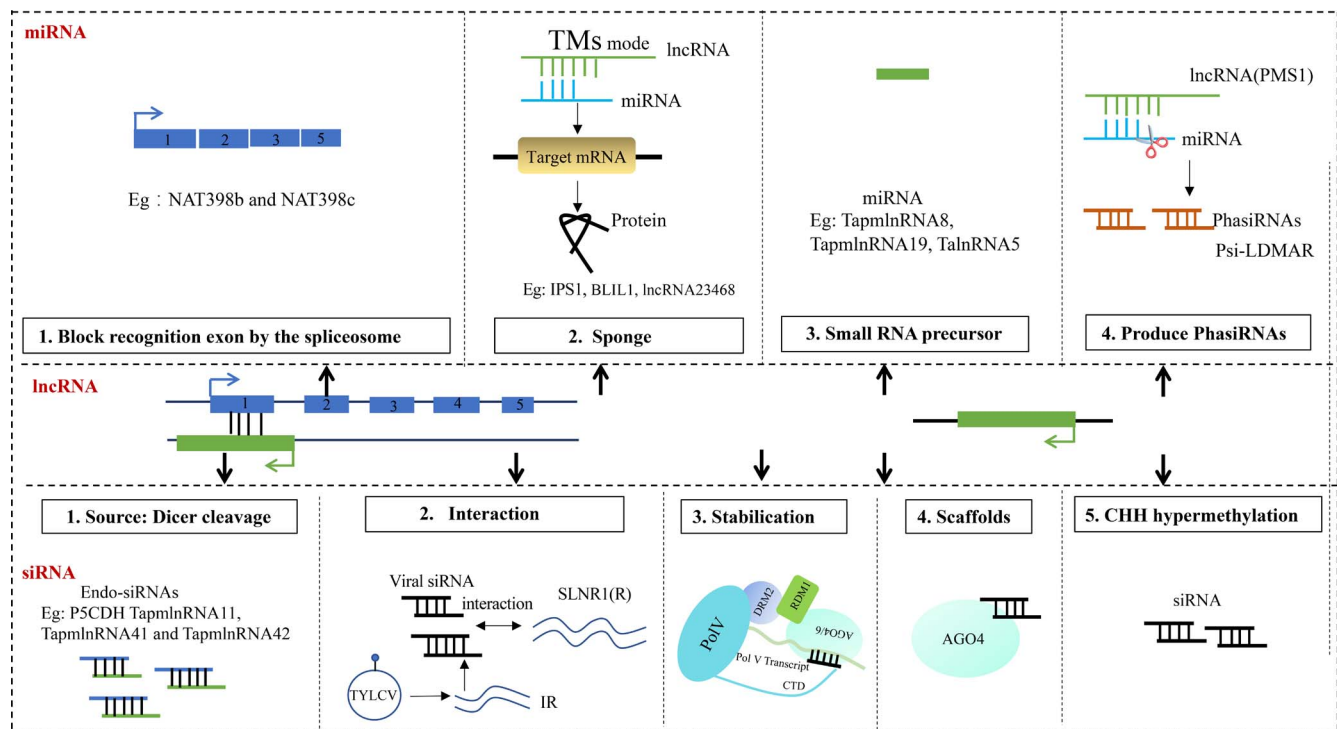 miRNA
1 2 3 5
Eg : NAT398b and NAT398c
1. Block recognition exon by the spliceosome
TMs mode
lncRNA
miRNA
Target mRNA
Protein
Eg: IPS1, BLIL1, lncRNA23468
2. Sponge
miRNA
Eg: TapmlnRNA8,
TapmlnRNA19, TalnRNA5
3. Small RNA precursor
lncRNA(PMS1)
miRNA
PhasiRNAs
Psi-LDMAR
4. Produce PhasiRNAs
lncRNA
1 2 3 4 5
1. Source: Dicer cleavage
siRNA
Endo-siRNAs
Eg: P5CDH TapmlnRNA11,
TapmlnRNA41 and TapmlnRNA42
2. Interaction
Viral siRNA
interaction
SLNR1(R)
TYLCV
IR
3. Stabilication
PolV
DRM2
RDM1
AGO4/6
Pol V Transcript
CTD
4. Scaffolds
AGO4
5. CHH hypermethylation
siRNA